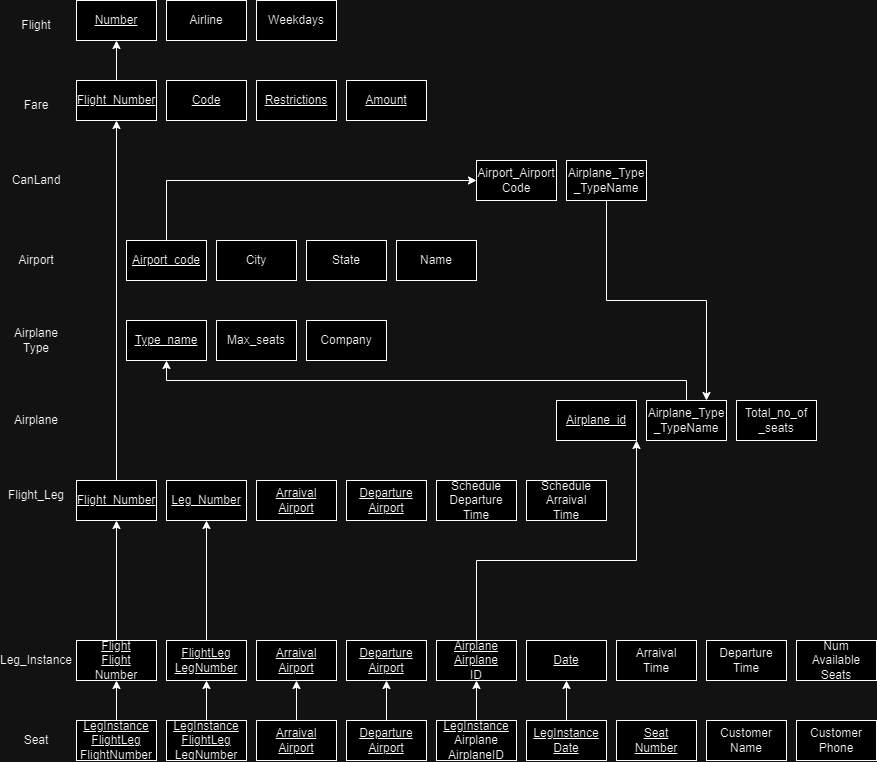 Flight
Number
Airline
Weekdays
Fare
Flight_Number
Code
Restrictions
Amount
CanLand
Airport_Airport
Code
Airplane_Type
_TypeName
Airport
Airport_code
City
State
Name
Airplane
Type
Type_name
Max_seats
Company
Airplane
Airplane_id
Airplane_Type
_TypeName
Total_no_of
_seats
Flight_Leg
Flight_Number
Leg_Number
Arraival
Airport
Departure
Airport
Schedule
Departure
Time
Schedule
Arraival
Time
Leg_Instance
Flight
Flight
Number
FlightLeg
LegNumber
Arraival
Airport
Departure
Airport
Airplane
Airplane
ID
Date
Arraival
Time
Departure
Time
Num
Available
Seats
Seat
LegInstance
FlightLeg
FlightNumber
LegInstance
FlightLeg
LegNumber
Arraival
Airport
Departure
Airport
LegInstance
Airplane
AirplaneID
LegInstance
Date
Seat
Number
Customer
Name
Customer
Phone